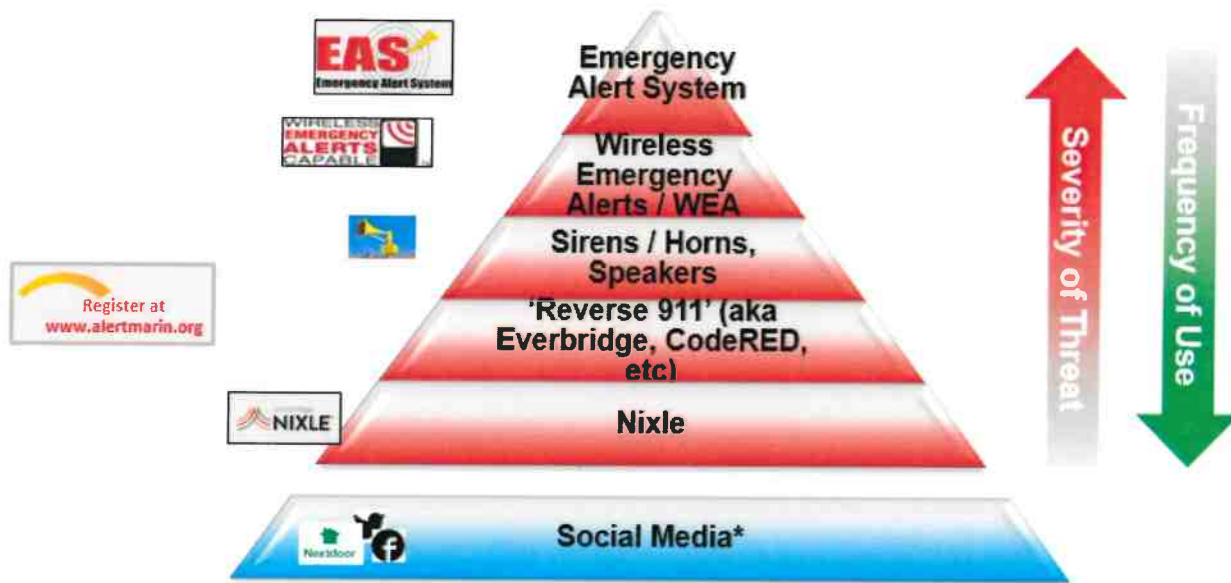 EAS
Emergency Alert System
Emergency
Alert System
WIRELESS
EMERGENCY
ALERTS
CAPABLE
Wireless
Emergency
Alerts / WEA
Sirens / Horns,
Speakers
Register at
www.alertmarin.org
'Reverse 911' (aka
Everbridge, CodeRED,
etc)
NIXLE
Nixle
Nextdoor
f
Social Media*
Severity of Threat
Frequency of Use